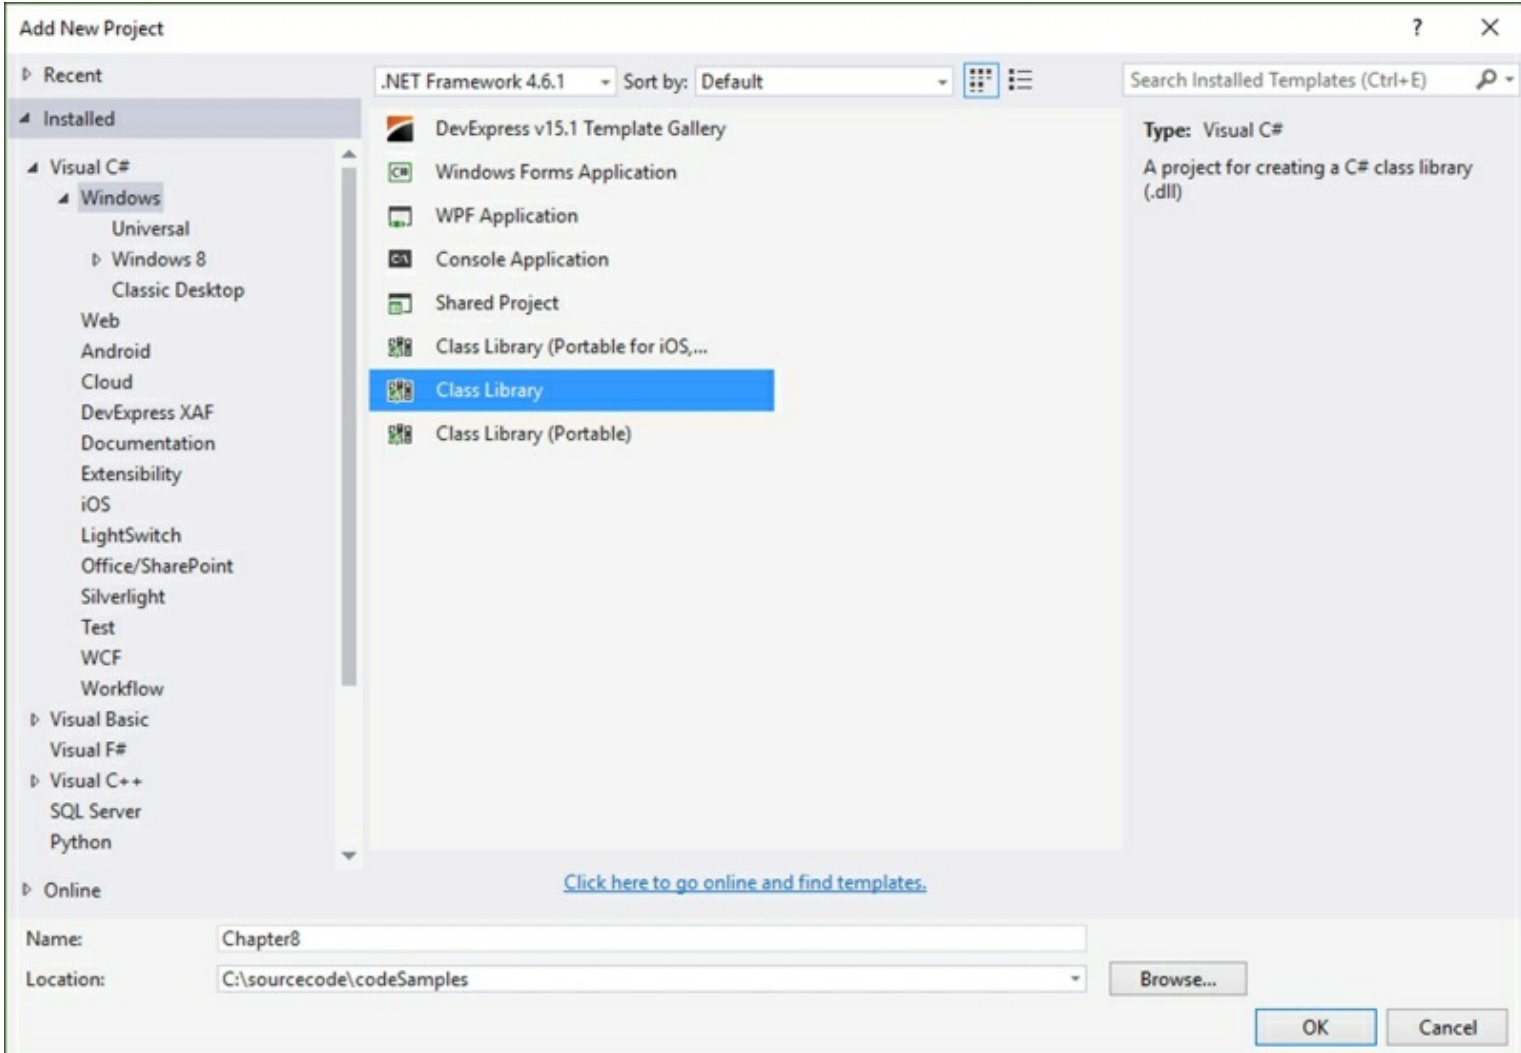 Add New Project
?
Recent
.NET Framework 4.6.1
Sort by: Default
Search Installed Templates (Ctrl+E)
Installed
Visual C#
Windows
Universal
Windows 8
Classic Desktop
Web
Android
Cloud
DevExpress XAF
Documentation
Extensibility
iOS
LightSwitch
Office/SharePoint
Silverlight
Test
WCF
Workflow
Visual Basic
Visual F#
Visual C++
SQL Server
Python
Online
DevExpress v15.1 Template Gallery
C# Windows Forms Application
WPF Application
C:\ Console Application
Shared Project
Class Library (Portable for iOS,...
Class Library
Class Library (Portable)
Click here to go online and find templates.
Type: Visual C#
A project for creating a C# class library
(.dll)
Name: Chapter8
Location: C:\sourcecode\codeSamples
Browse...
OK
Cancel